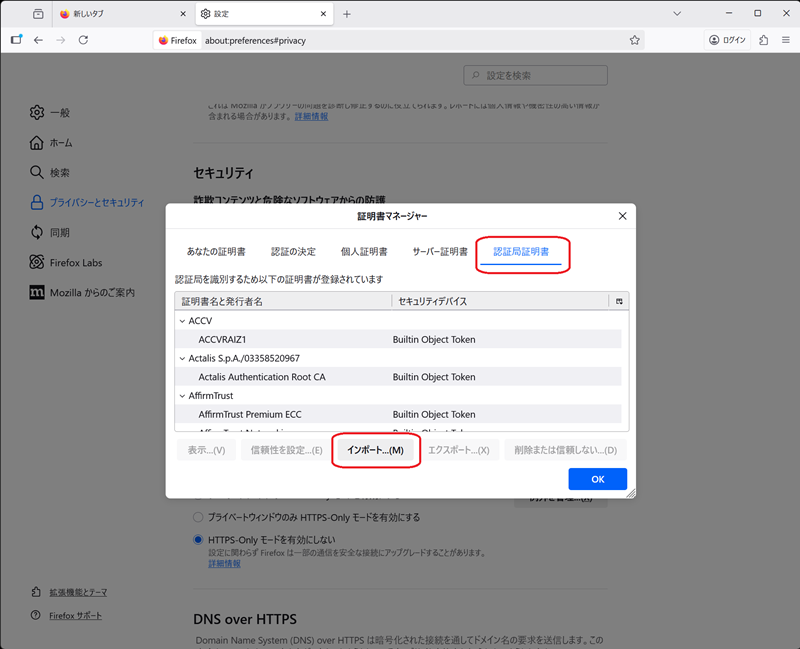 新しいタブ
設定
Firefox
about:preferences#privacy
ログイン
設定を検索
これは Mozilla がブラウザーの問題を診断し修正するのに役立てられます。レポートには個人情報や機密性の高い情報が
含まれる場合があります。 詳細情報
一般
ホーム
検索
プライバシーとセキュリティ
同期
Firefox Labs
Mozilla からのご案内
セキュリティ
詐欺コンテンツと危険なソフトウェアからの防護
証明書マネージャー
あなたの証明書
認証の決定
個人証明書
サーバー証明書
認証局証明書
認証局を識別するため以下の証明書が登録されています
証明書名と発行者名
セキュリティデバイス
ACCV
ACCVRAIZ1
Builtin Object Token
Actalis S.p.A./03358520967
Actalis Authentication Root CA
Builtin Object Token
AffirmTrust
AffirmTrust Premium ECC
Builtin Object Token
表示...(V)
信頼性を設定...(E)
インポート...(M)
エクスポート...(X)
削除または信頼しない...(D)
OK
プライベートウィンドウのみ HTTPS-Only モードを有効にする
HTTPS-Only モードを有効にしない
設定に関わらず Firefox は一部の通信を安全な接続にアップグレードすることがあります。
詳細情報
拡張機能とテーマ
Firefox サポート
DNS over HTTPS
Domain Name System (DNS) over HTTPS は暗号化された接続を通してドメイン名の要求を送信します。この